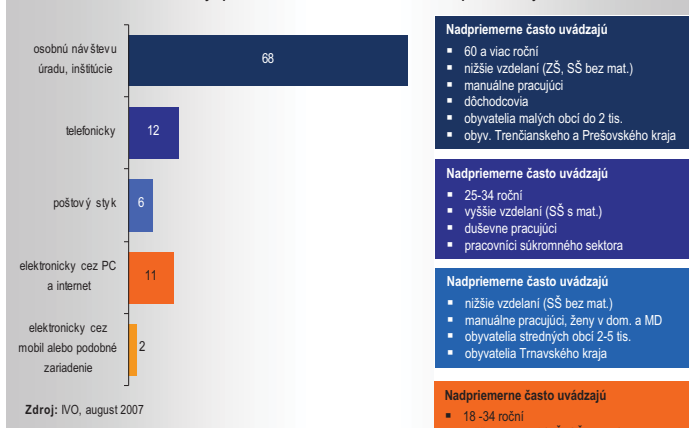 osobnú návštevu
úradu, inštitúcie
68
telefonicky
12
poštový styk
6
elektronicky cez PC
a internet
11
elektronicky cez
mobil alebo podobné
zariadenie
2
Zdroj: IVO, august 2007
Nadpriemerne často uvádzajú
▪ 60 a viac roční
▪ nižšie vzdelaní (ZŠ, SŠ bez mat.)
▪ manuálne pracujúci
▪ dôchodcovia
▪ obyvatelia malých obcí do 2 tis.
▪ obyv. Trenčianskeho a Prešovského kraja
Nadpriemerne často uvádzajú
▪ 25-34 roční
▪ vyššie vzdelaní (SŠ s mat.)
▪ duševne pracujúci
▪ pracovníci súkromného sektora
Nadpriemerne často uvádzajú
▪ nižšie vzdelaní (SŠ bez mat.)
▪ manuálne pracujúci, ženy v dom. a MD
▪ obyvatelia stredných obcí 2-5 tis.
▪ obyvatelia Trnavského kraja
Nadpriemerne často uvádzajú
▪ 18 -34 roční